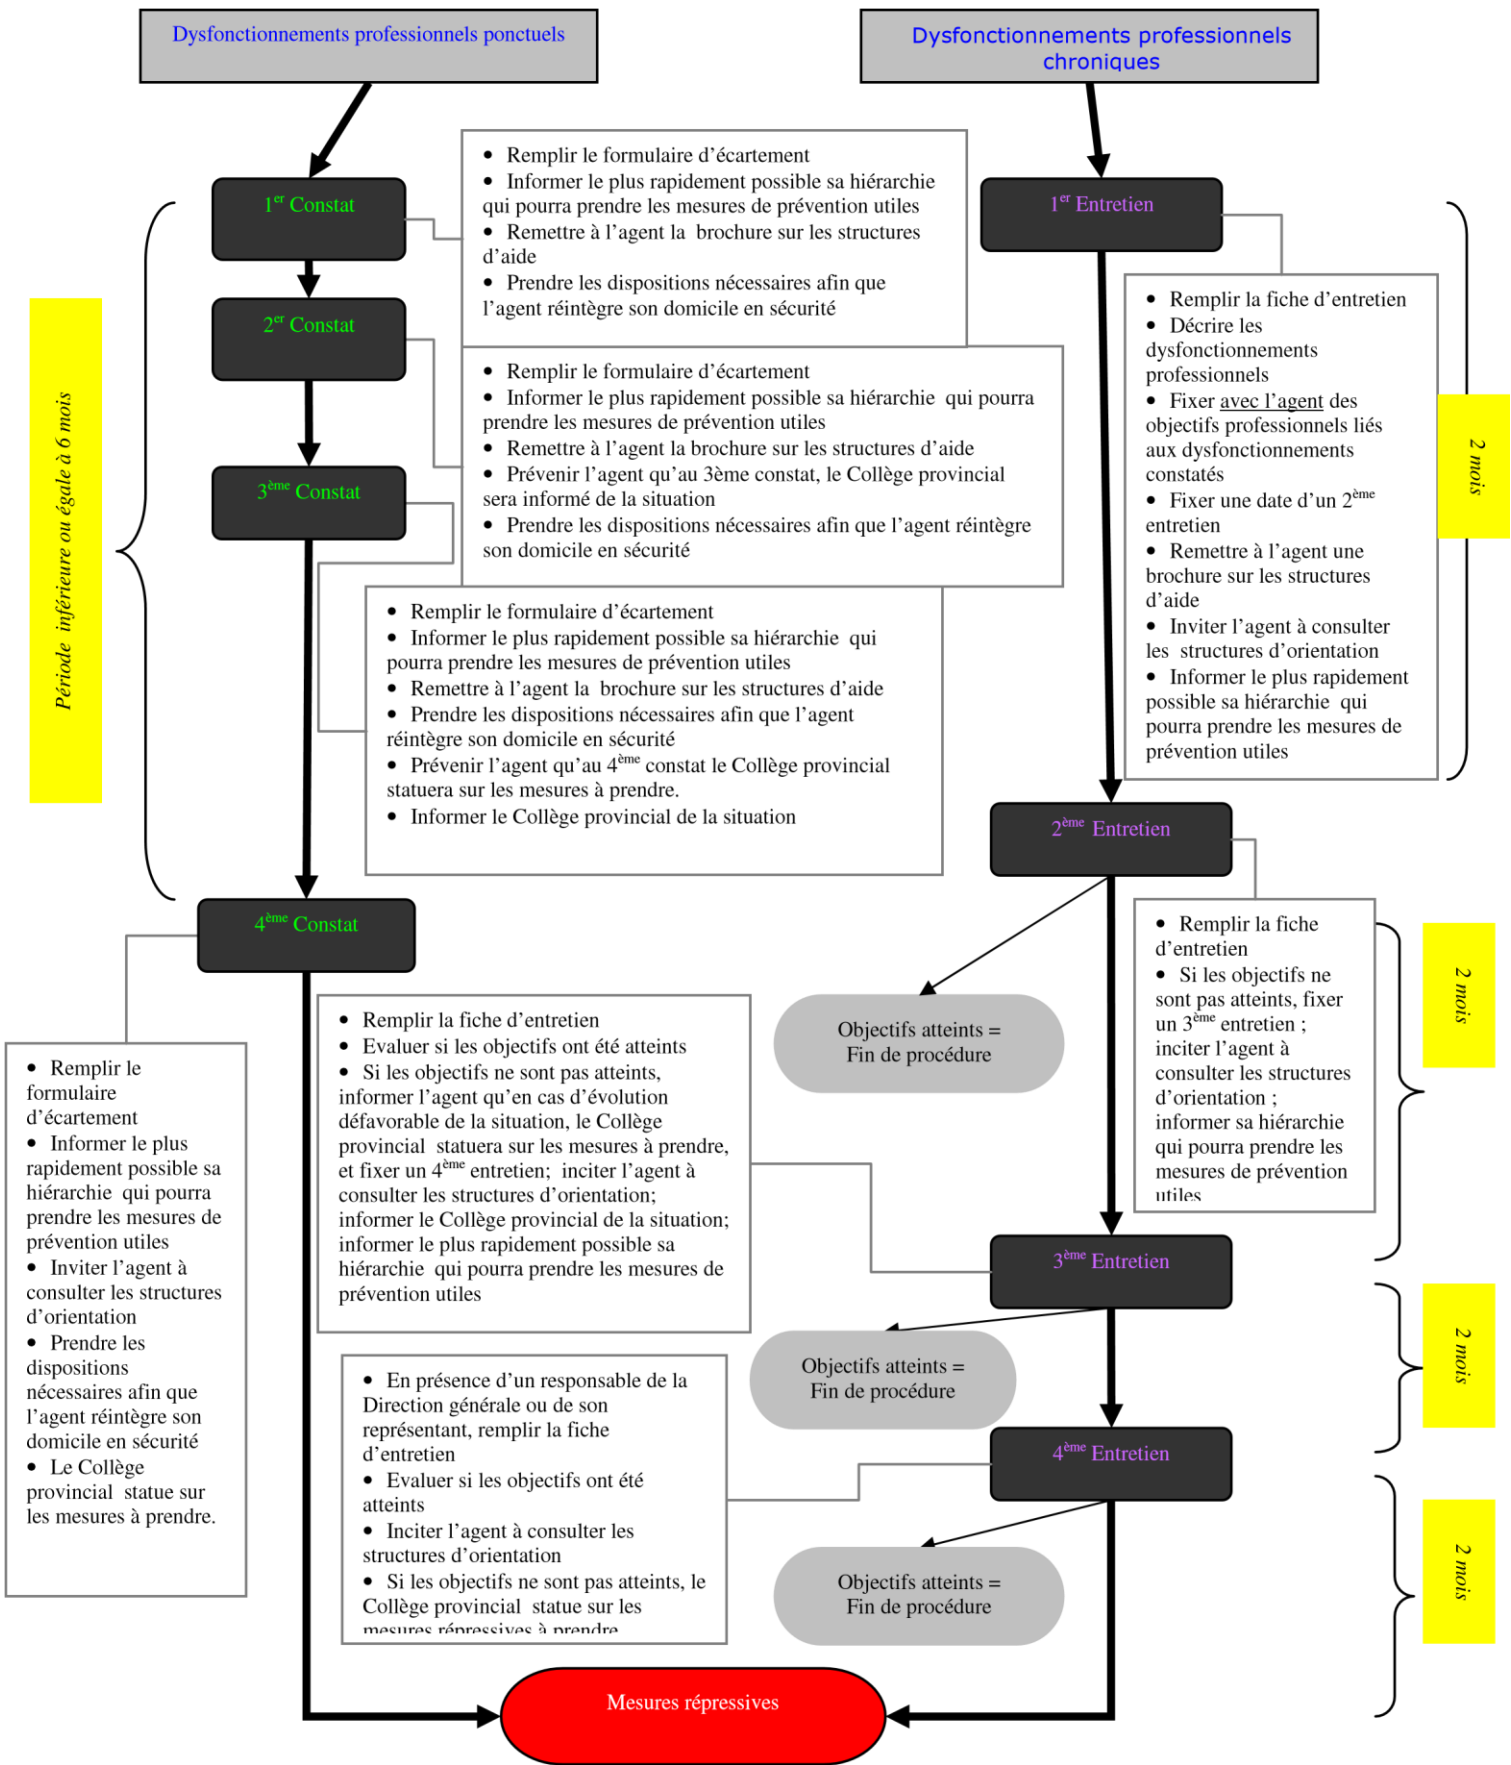 Dysfonctionnements professionnels ponctuels
Dysfonctionnements professionnels
chroniques
1er Constat
2er Constat
3ème Constat
4ème Constat
Période inférieure ou égale à 6 mois
• Remplir le formulaire d'écartement
• Informer le plus rapidement possible sa hiérarchie
qui pourra prendre les mesures de prévention utiles
• Remettre à l'agent la brochure sur les structures
d'aide
• Prendre les dispositions nécessaires afin que
l'agent réintègre son domicile en sécurité
• Remplir le formulaire d'écartement
• Informer le plus rapidement possible sa hiérarchie qui pourra
prendre les mesures de prévention utiles
• Remettre à l'agent la brochure sur les structures d'aide
• Prévenir l'agent qu'au 3ème constat, le Collège provincial
sera informé de la situation
• Prendre les dispositions nécessaires afin que l'agent réintègre
son domicile en sécurité
• Remplir le formulaire d'écartement
• Informer le plus rapidement possible sa hiérarchie qui
pourra prendre les mesures de prévention utiles
• Remettre à l'agent la brochure sur les structures d'aide
• Prendre les dispositions nécessaires afin que l'agent
réintègre son domicile en sécurité
• Prévenir l'agent qu'au 4ème constat le Collège provincial
statuera sur les mesures à prendre.
• Informer le Collège provincial de la situation
• Remplir le
formulaire
d'écartement
• Informer le plus
rapidement possible sa
hiérarchie qui pourra
prendre les mesures de
prévention utiles
• Inviter l'agent à
consulter les structures
d'orientation
• Prendre les
dispositions
nécessaires afin que
l'agent réintègre son
domicile en sécurité
• Le Collège
provincial statue sur
les mesures à prendre.
1er Entretien
• Remplir la fiche d'entretien
• Décrire les
dysfonctionnements
professionnels
• Fixer avec l'agent des
objectifs professionnels liés
aux dysfonctionnements
constatés
• Fixer une date d'un 2ème
entretien
• Remettre à l'agent une
brochure sur les structures
d'aide
• Inviter l'agent à consulter
les structures d'orientation
• Informer le plus rapidement
possible sa hiérarchie qui
pourra prendre les mesures de
prévention utiles
2 mois
2ème Entretien
• Remplir la fiche
d'entretien
• Si les objectifs ne
sont pas atteints, fixer
un 3ème entretien ;
inciter l'agent à
consulter les structures
d'orientation ;
informer sa hiérarchie
qui pourra prendre les
mesures de prévention
utiles
2 mois
Objectifs atteints =
Fin de procédure
3ème Entretien
• Remplir la fiche d'entretien
• Evaluer si les objectifs ont été atteints
• Si les objectifs ne sont pas atteints,
informer l'agent qu'en cas d'évolution
défavorable de la situation, le Collège
provincial statuera sur les mesures à prendre,
et fixer un 4ème entretien; inciter l'agent à
consulter les structures d'orientation;
informer le Collège provincial de la situation;
informer le plus rapidement possible sa
hiérarchie qui pourra prendre les mesures de
prévention utiles
2 mois
Objectifs atteints =
Fin de procédure
4ème Entretien
• En présence d'un responsable de la
Direction générale ou de son
représentant, remplir la fiche
d'entretien
• Evaluer si les objectifs ont été
atteints
• Inciter l'agent à consulter les
structures d'orientation
• Si les objectifs ne sont pas atteints, le
Collège provincial statue sur les
mesures répressives à prendre
2 mois
Objectifs atteints =
Fin de procédure
Mesures répressives